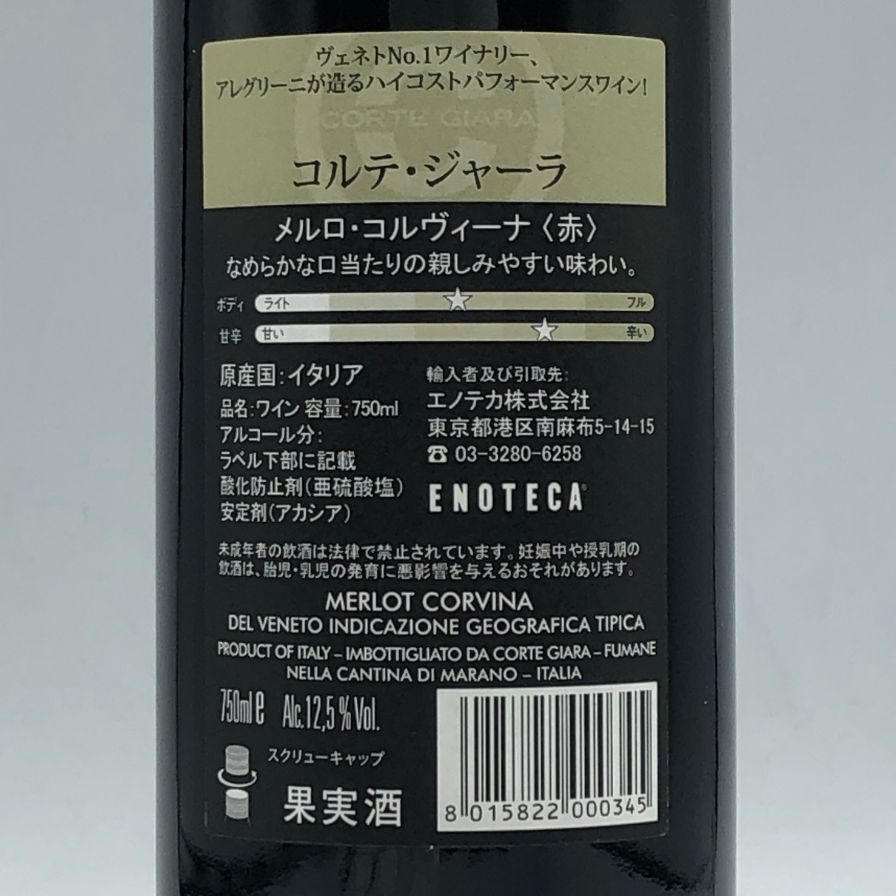 ヴェネトNo.1ワイナリー、
アレグリーニが造るハイコストパフォーマンスワイン!
CORTE GIARA
コルテ・ジャーラ
メルロ・コルヴィーナ〈赤〉
なめらかな口当たりの親しみやすい味わい。
ボディ ライト フル
甘辛 甘い 辛い
原産国:イタリア
品名:ワイン 容量:750ml
アルコール分:
ラベル下部に記載
酸化防止剤(亜硫酸塩)
安定剤(アカシア)
輸入者及び引取先:
エノテカ株式会社
東京都港区南麻布5-14-15
☎ 03-3280-6258
ENOTECA
未成年者の飲酒は法律で禁止されています。妊娠中や授乳期の
飲酒は、胎児・乳児の発育に悪影響を与えるおそれがあります。
MERLOT CORVINA
DEL VENETO INDICAZIONE GEOGRAFICA TIPICA
PRODUCT OF ITALY – IMBOTTIGLIATO DA CORTE GIARA – FUMANE
NELLA CANTINA DI MARANO – ITALIA
750ml e Alc.12,5 % Vol.
スクリューキャップ
果実酒
8 015822 000345